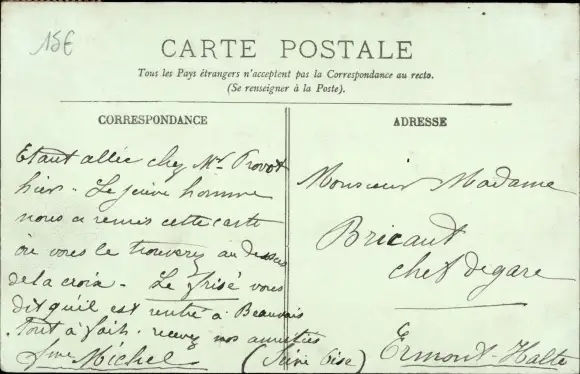 15€
CARTE POSTALE
Tous les Pays étrangers n'acceptent pas la Correspondance au recto.
(Se renseigner à la Poste).
CORRESPONDANCE
Etant allée chez Mr. Provot
hier. Le jeune homme
nous a remis cette carte
où vous le trouverez au dessus
de la croix. Le frisé vous
dit qu'il est rentré à Beauvais
tout à fait. recevez nos amitiés
Michel
ADRESSE
Monsieur Madame
Bricaut
chef de gare
Ermont-Halte
(Seine Oise)